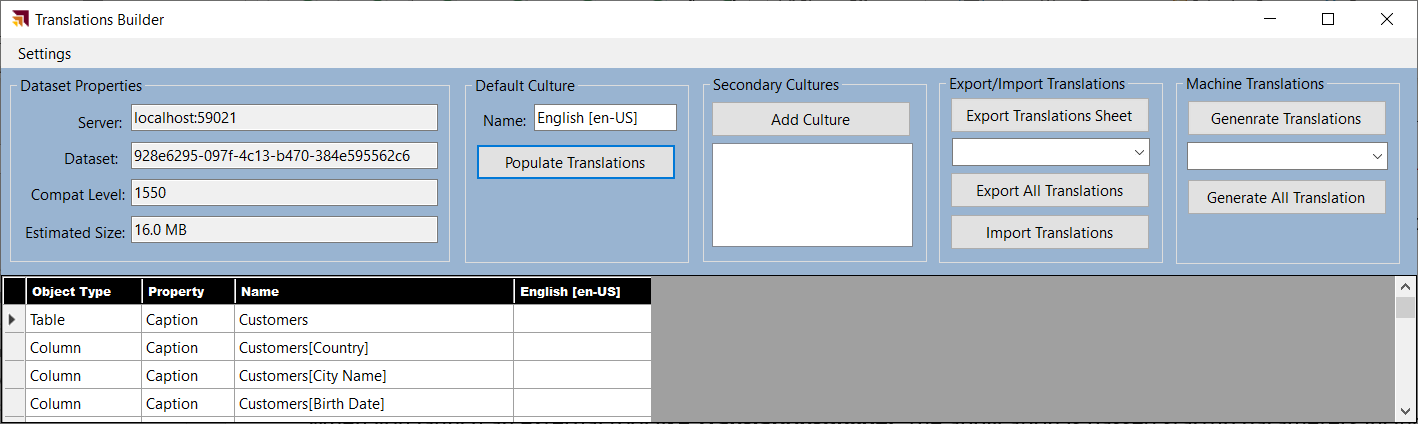 Translations Builder
Settings
Dataset Properties
Server: localhost:59021
Dataset: 928e6295-097f-4c13-b470-384e595562c6
Compat Level: 1550
Estimated Size: 16.0 MB
Default Culture
Name: English [en-US]
Populate Translations
Secondary Cultures
Add Culture
Export/Import Translations
Export Translations Sheet
Export All Translations
Import Translations
Machine Translations
Genenrate Translations
Generate All Translation
Object Type Property Name English [en-US]
Table Caption Customers
Column Caption Customers[Country]
Column Caption Customers[City Name]
Column Caption Customers[Birth Date]